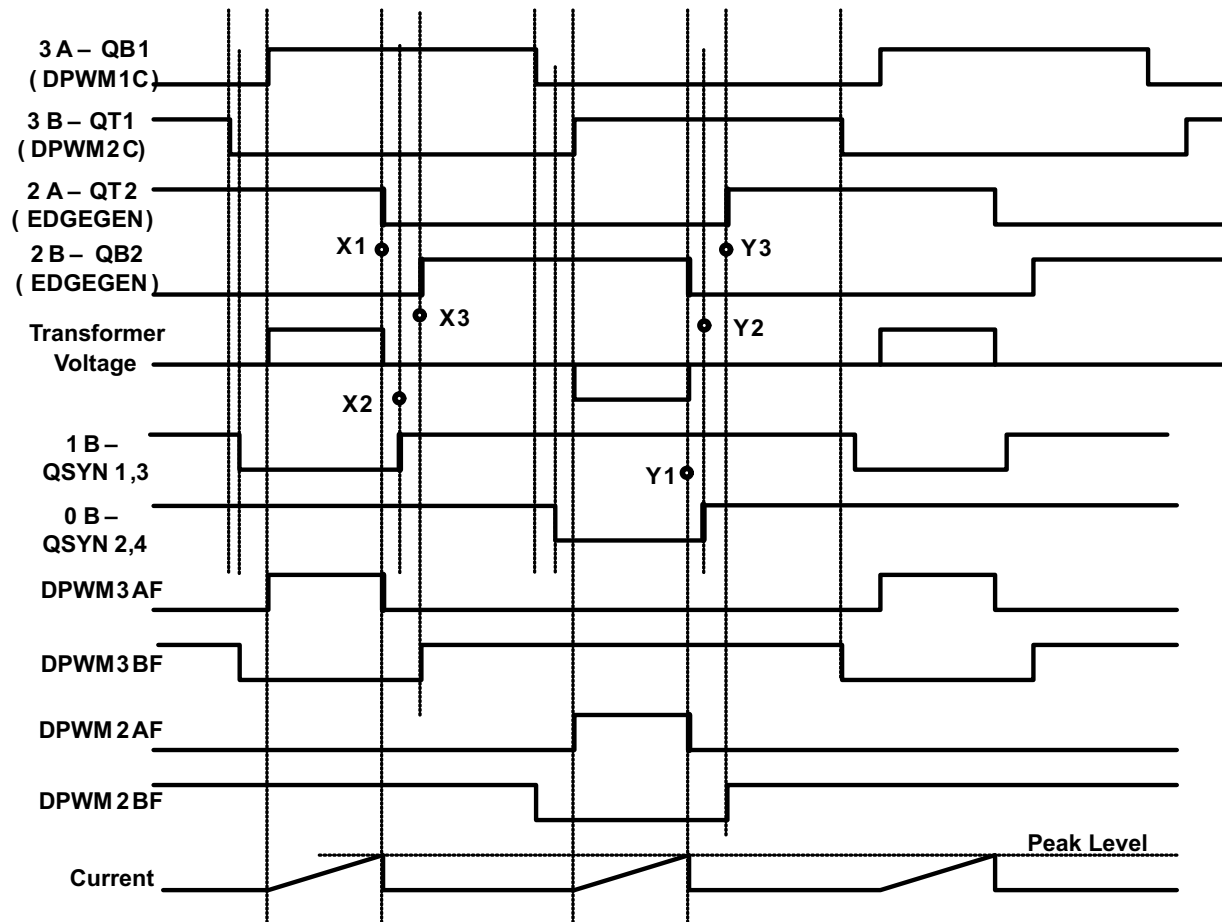 3 A – QB1
( DPWM1C)
3 B – QT1
( DPWM2C)
2 A – QT2
( EDGEGEN)
X1
Y3
2 B – QB2
( EDGEGEN)
X3
Y2
Transformer
Voltage
X2
1 B –
QSYN 1,3
Y1
0 B –
QSYN 2,4
DPWM3AF
DPWM3BF
DPWM2AF
DPWM2BF
Peak Level
Current